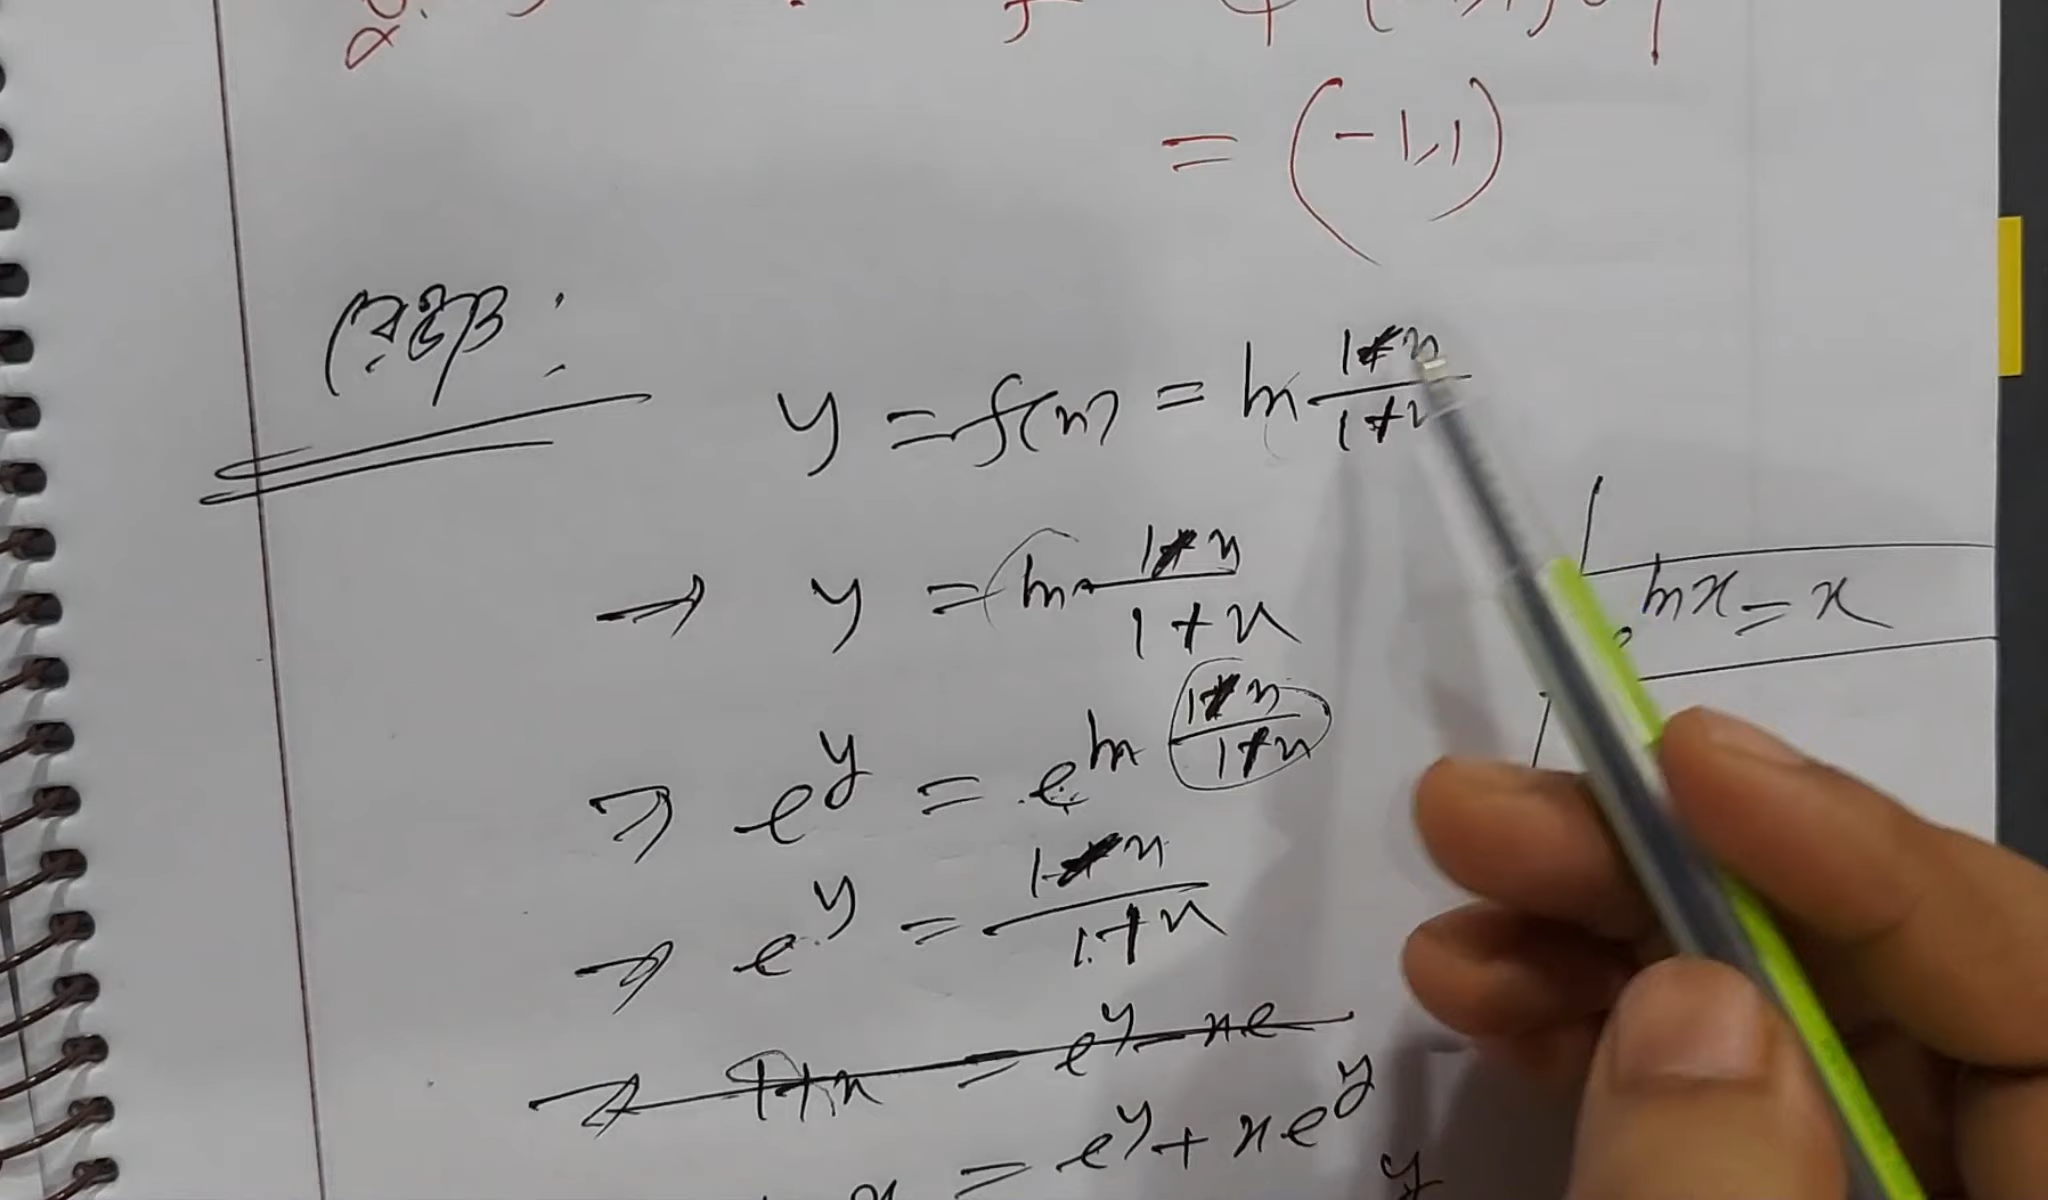 = (-1,1)
রেঞ্জ :
y = f(x) = ln (1-x)/(1+x)
→ y = ln (1-x)/(1+x)
e^(ln x) = x
⇒ e^y = e^(ln (1-x)/(1+x))
⇒ e^y = (1-x)/(1+x)
⇒ 1+x = e^y - xe
x = e^y + xe^y
y